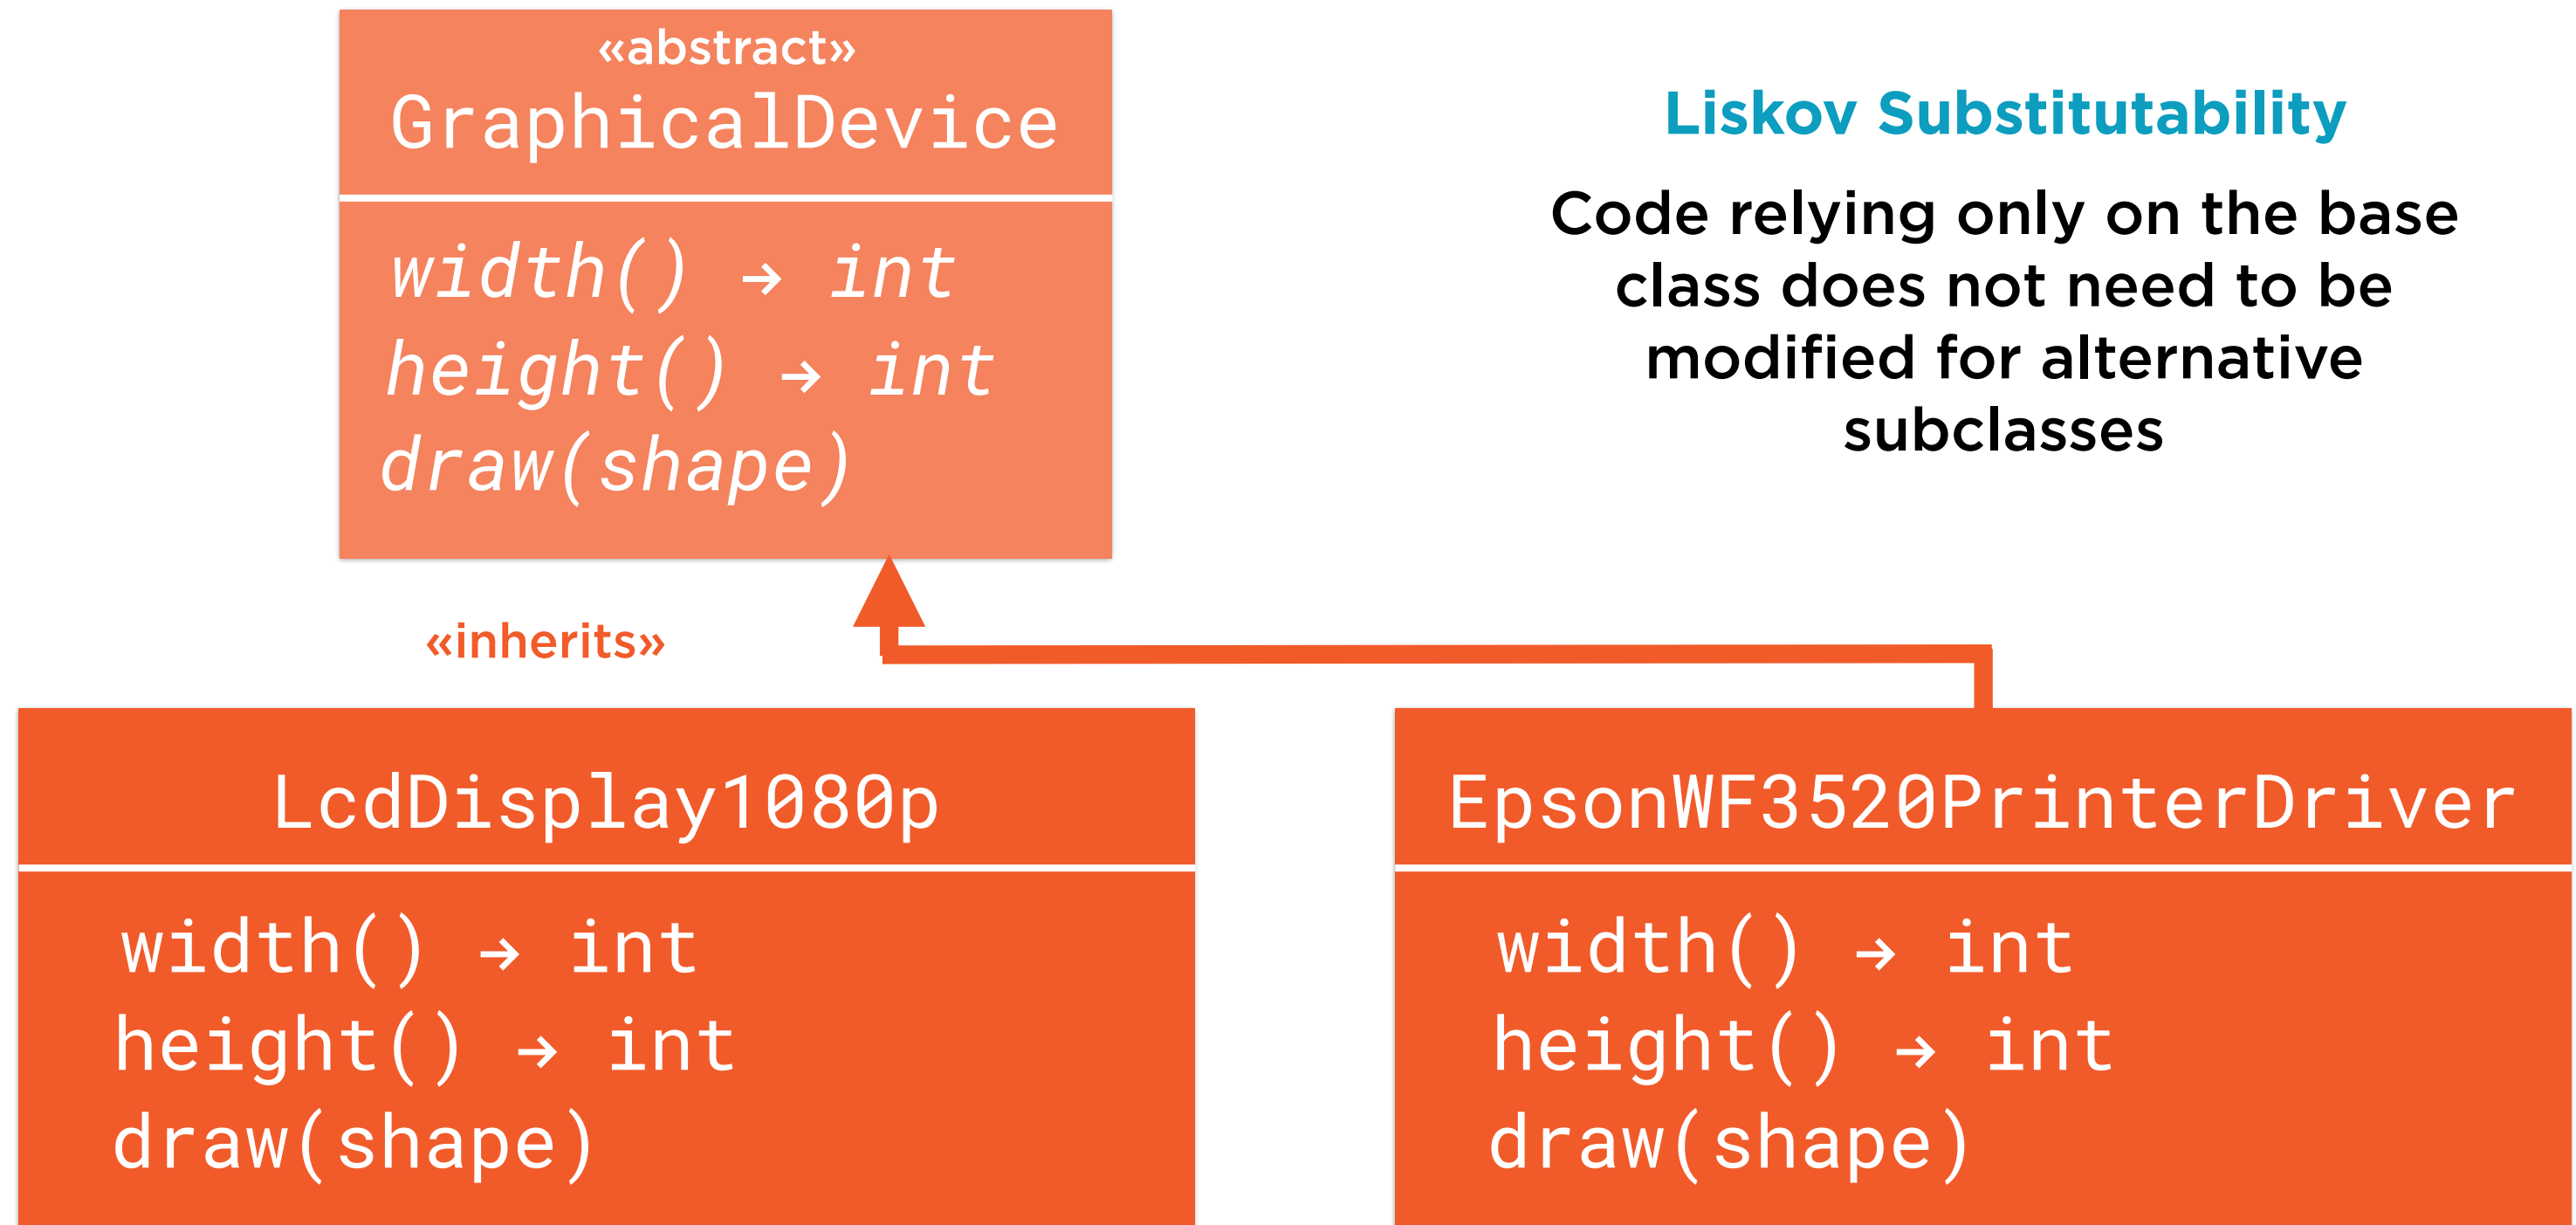 «abstract»
GraphicalDevice
width() → int
height() → int
draw(shape)
Liskov Substitutability
Code relying only on the base
class does not need to be
modified for alternative
subclasses
«inherits»
LcdDisplay1080p
width() → int
height() → int
draw(shape)
EpsonWF3520PrinterDriver
width() → int
height() → int
draw(shape)